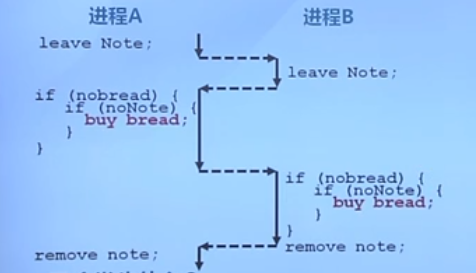 进程A
进程B
leave Note;
leave Note;
if (nobread) {
if (noNote) {
buy bread;
}
}
if (nobread) {
if (noNote) {
buy bread;
}
}
remove note;
remove note;